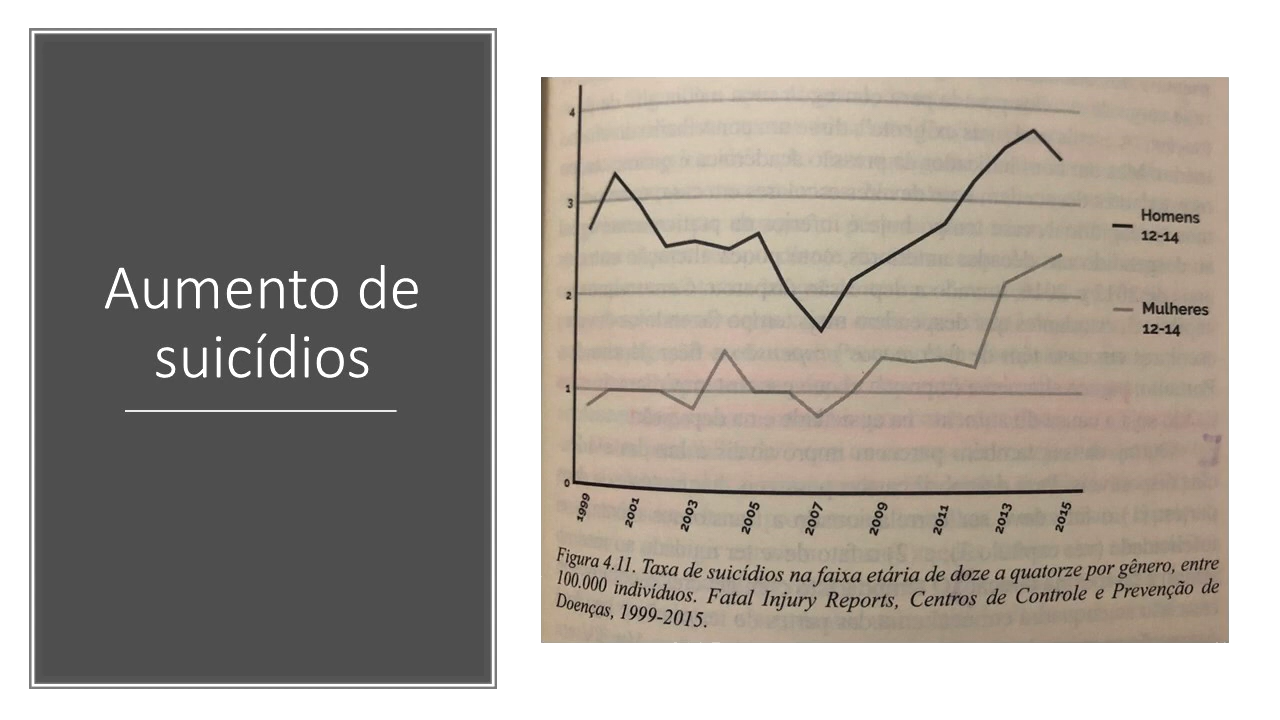 Aumento de
suicídios
4
3
2
1
0
1999
2001
2003
2005
2007
2009
2011
2013
2015
Homens
12-14
Mulheres
12-14
Figura 4.11. Taxa de suicídios na faixa etária de doze a quatorze por gênero, entre
100.000 indivíduos. Fatal Injury Reports, Centros de Controle e Prevenção de
Doenças, 1999-2015.